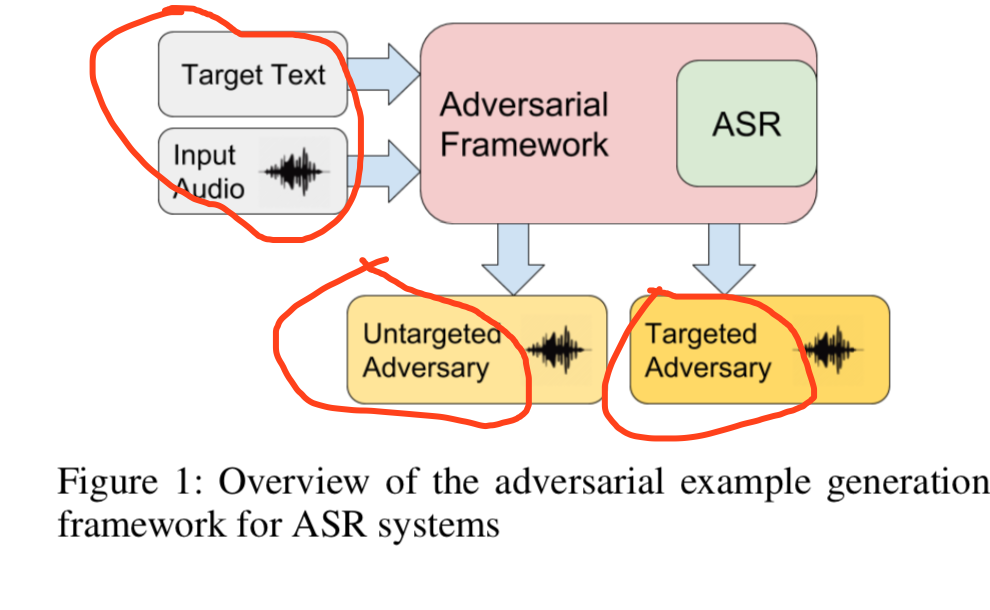 Target Text
Input
Audio
Adversarial
Framework
ASR
Untargeted
Adversary
Targeted
Adversary
Figure 1: Overview of the adversarial example generation
framework for ASR systems